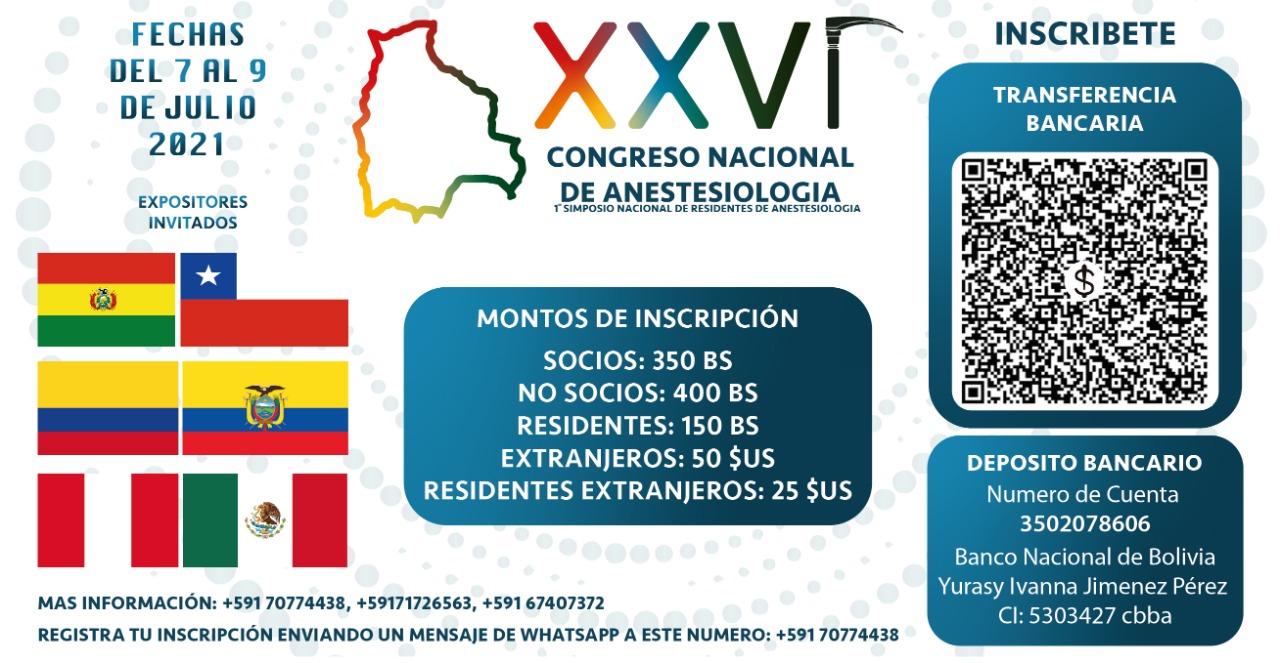 FECHAS
DEL 7 AL 9
DE JULIO
2021
EXPOSITORES
INVITADOS
XXVI
CONGRESO NACIONAL
DE ANESTESIOLOGIA
1° SIMPOSIO NACIONAL DE RESIDENTES DE ANESTESIOLOGIA
MONTOS DE INSCRIPCIÓN
SOCIOS: 350 BS
NO SOCIOS: 400 BS
RESIDENTES: 150 BS
EXTRANJEROS: 50 $US
RESIDENTES EXTRANJEROS: 25 $US
INSCRIBETE
TRANSFERENCIA
BANCARIA
$
DEPOSITO BANCARIO
Numero de Cuenta
3502078606
Banco Nacional de Bolivia
Yurasy Ivanna Jimenez Pérez
CI: 5303427 cbba
MAS INFORMACIÓN: +591 70774438, +59171726563, +591 67407372
REGISTRA TU INSCRIPCIÓN ENVIANDO UN MENSAJE DE WHATSAPP A ESTE NUMERO: +591 70774438